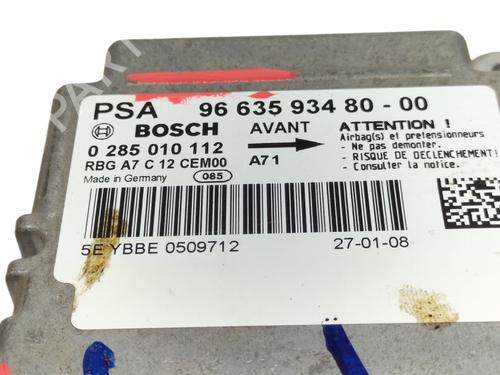 PSA 96 635 934 80 - 00
BOSCH AVANT
0 285 010 112
RBG A7 C 12 CEM00
A71
Made in Germany
085
ATTENTION !
Airbag(s) et pretensionneurs
- Ne pas demonter.
- RISQUE DE DECLENCHEMENT!
- Consulter la notice.
5E YBBE 0509712
27-01-08